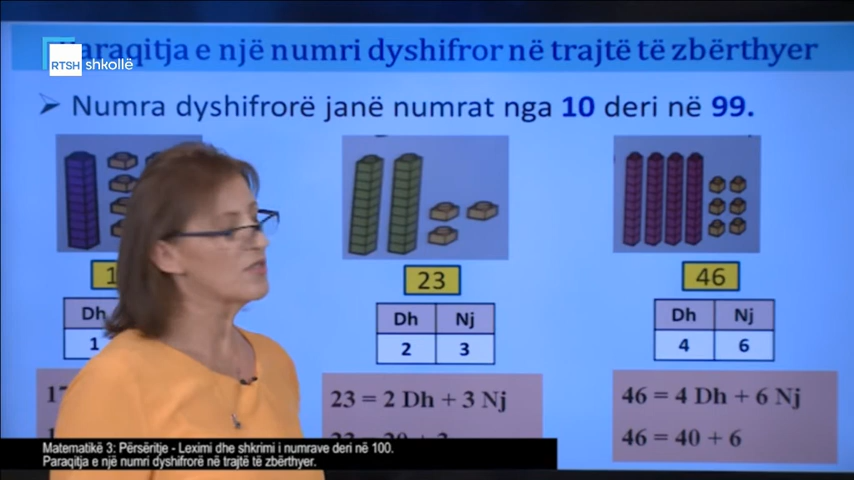 Paraqitja e një numri dyshifror në trajtë të zbërthyer
RTSH shkollë
➤ Numra dyshifrorë janë numrat nga 10 deri në 99.
23
46
Dh
Dh Nj
Dh Nj
1
2 3
4 6
23 = 2 Dh + 3 Nj
46 = 4 Dh + 6 Nj
46 = 40 + 6
Matematikë 3: Përsëritje - Leximi dhe shkrimi i numrave deri në 100.
Paraqitja e një numri dyshifrorë në trajtë të zbërthyer.